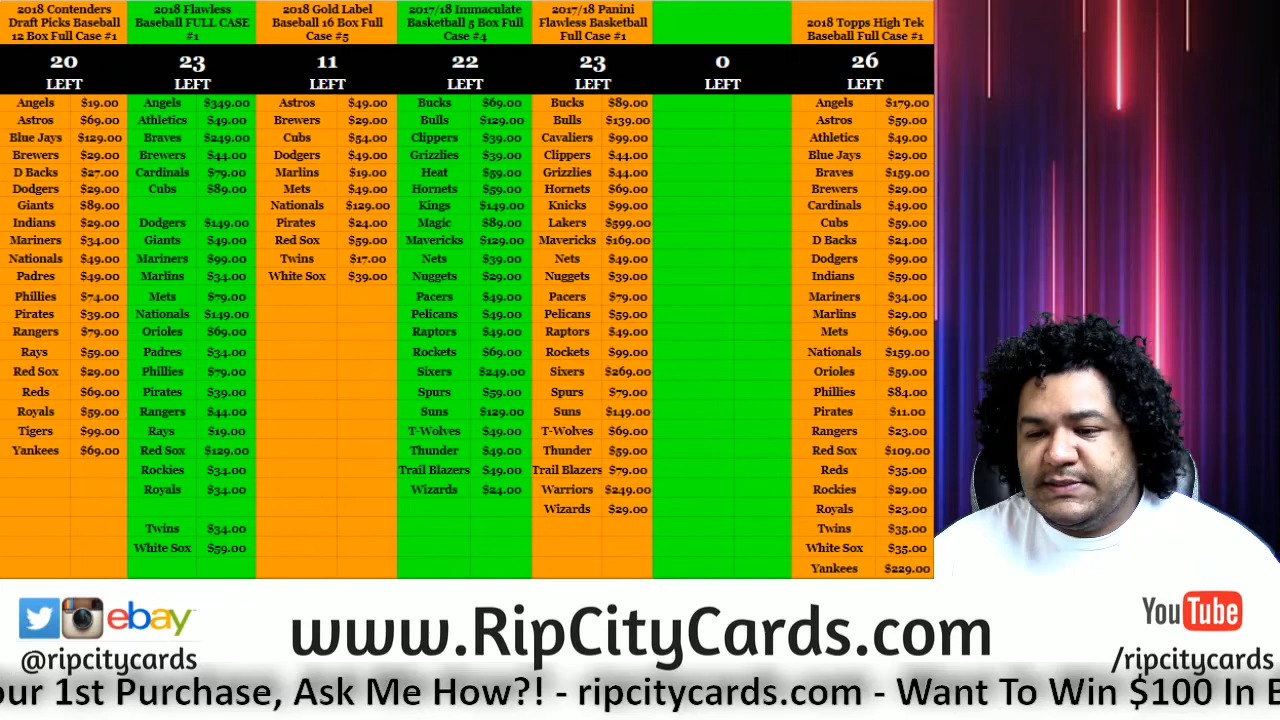 2018 Contenders
Draft Picks Baseball
12 Box Full Case #1
20
LEFT
Angels $19.00
Astros $69.00
Blue Jays $129.00
Brewers $29.00
D Backs $27.00
Dodgers $29.00
Giants $89.00
Indians $29.00
Mariners $34.00
Nationals $49.00
Padres $49.00
Phillies $74.00
Pirates $39.00
Rangers $79.00
Rays $59.00
Red Sox $29.00
Reds $69.00
Royals $59.00
Tigers $99.00
Yankees $69.00
2018 Flawless
Baseball FULL CASE
#1
23
LEFT
Angels $349.00
Athletics $49.00
Braves $249.00
Brewers $44.00
Cardinals $79.00
Cubs $89.00
Dodgers $149.00
Giants $49.00
Mariners $99.00
Marlins $34.00
Mets $79.00
Nationals $149.00
Orioles $69.00
Padres $34.00
Phillies $79.00
Pirates $39.00
Rangers $44.00
Rays $19.00
Red Sox $129.00
Rockies $34.00
Royals $34.00
Twins $34.00
White Sox $59.00
2018 Gold Label
Baseball 16 Box Full
Case #5
11
LEFT
Astros $49.00
Brewers $29.00
Cubs $54.00
Dodgers $49.00
Marlins $19.00
Mets $49.00
Nationals $129.00
Pirates $24.00
Red Sox $59.00
Twins $17.00
White Sox $39.00
2017/18 Immaculate
Basketball 5 Box Full
Case #4
22
LEFT
Bucks $69.00
Bulls $129.00
Clippers $39.00
Grizzlies $39.00
Heat $59.00
Hornets $59.00
Kings $149.00
Magic $89.00
Mavericks $129.00
Nets $39.00
Nuggets $29.00
Pacers $49.00
Pelicans $49.00
Raptors $49.00
Rockets $69.00
Sixers $249.00
Spurs $59.00
Suns $129.00
T-Wolves $49.00
Thunder $49.00
Trail Blazers $49.00
Wizards $24.00
2017/18 Panini
Flawless Basketball
Full Case #1
23
LEFT
Bucks $89.00
Bulls $139.00
Cavaliers $99.00
Clippers $44.00
Grizzlies $44.00
Hornets $69.00
Knicks $99.00
Lakers $599.00
Mavericks $169.00
Nets $49.00
Nuggets $39.00
Pacers $79.00
Pelicans $59.00
Raptors $49.00
Rockets $99.00
Sixers $269.00
Spurs $79.00
Suns $149.00
T-Wolves $69.00
Thunder $59.00
Trail Blazers $79.00
Warriors $249.00
Wizards $29.00
0
LEFT
2018 Topps High Tek
Baseball Full Case #1
26
LEFT
Angels $179.00
Astros $59.00
Athletics $49.00
Blue Jays $29.00
Braves $159.00
Brewers $29.00
Cardinals $49.00
Cubs $59.00
D Backs $24.00
Dodgers $99.00
Indians $59.00
Mariners $34.00
Marlins $29.00
Mets $69.00
Nationals $159.00
Orioles $59.00
Phillies $84.00
Pirates $11.00
Rangers $23.00
Red Sox $109.00
Reds $35.00
Rockies $29.00
Royals $23.00
Twins $35.00
White Sox $35.00
Yankees $229.00
ebay
@ripcitycards
www.RipCityCards.com
YouTube
/ripcitycards
our 1st Purchase, Ask Me How?! - ripcitycards.com - Want To Win $100 In